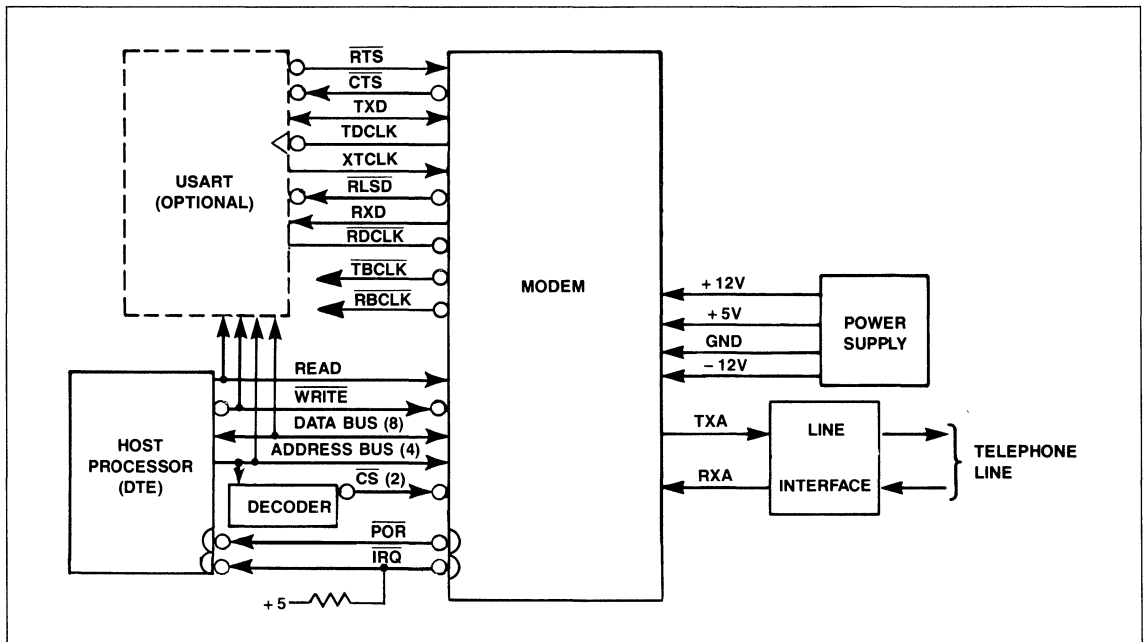 RTS
CTS
TXD
TDCLK
XTCLK
RLSD
RXD
RDCLK
TBCLK
RBCLK
USART
(OPTIONAL)
MODEM
+12V
+5V
GND
−12V
POWER
SUPPLY
READ
WRITE
DATA BUS (8)
ADDRESS BUS (4)
CS (2)
DECODER
POR
IRQ
+5
HOST
PROCESSOR
(DTE)
TXA
RXA
LINE
INTERFACE
TELEPHONE
LINE